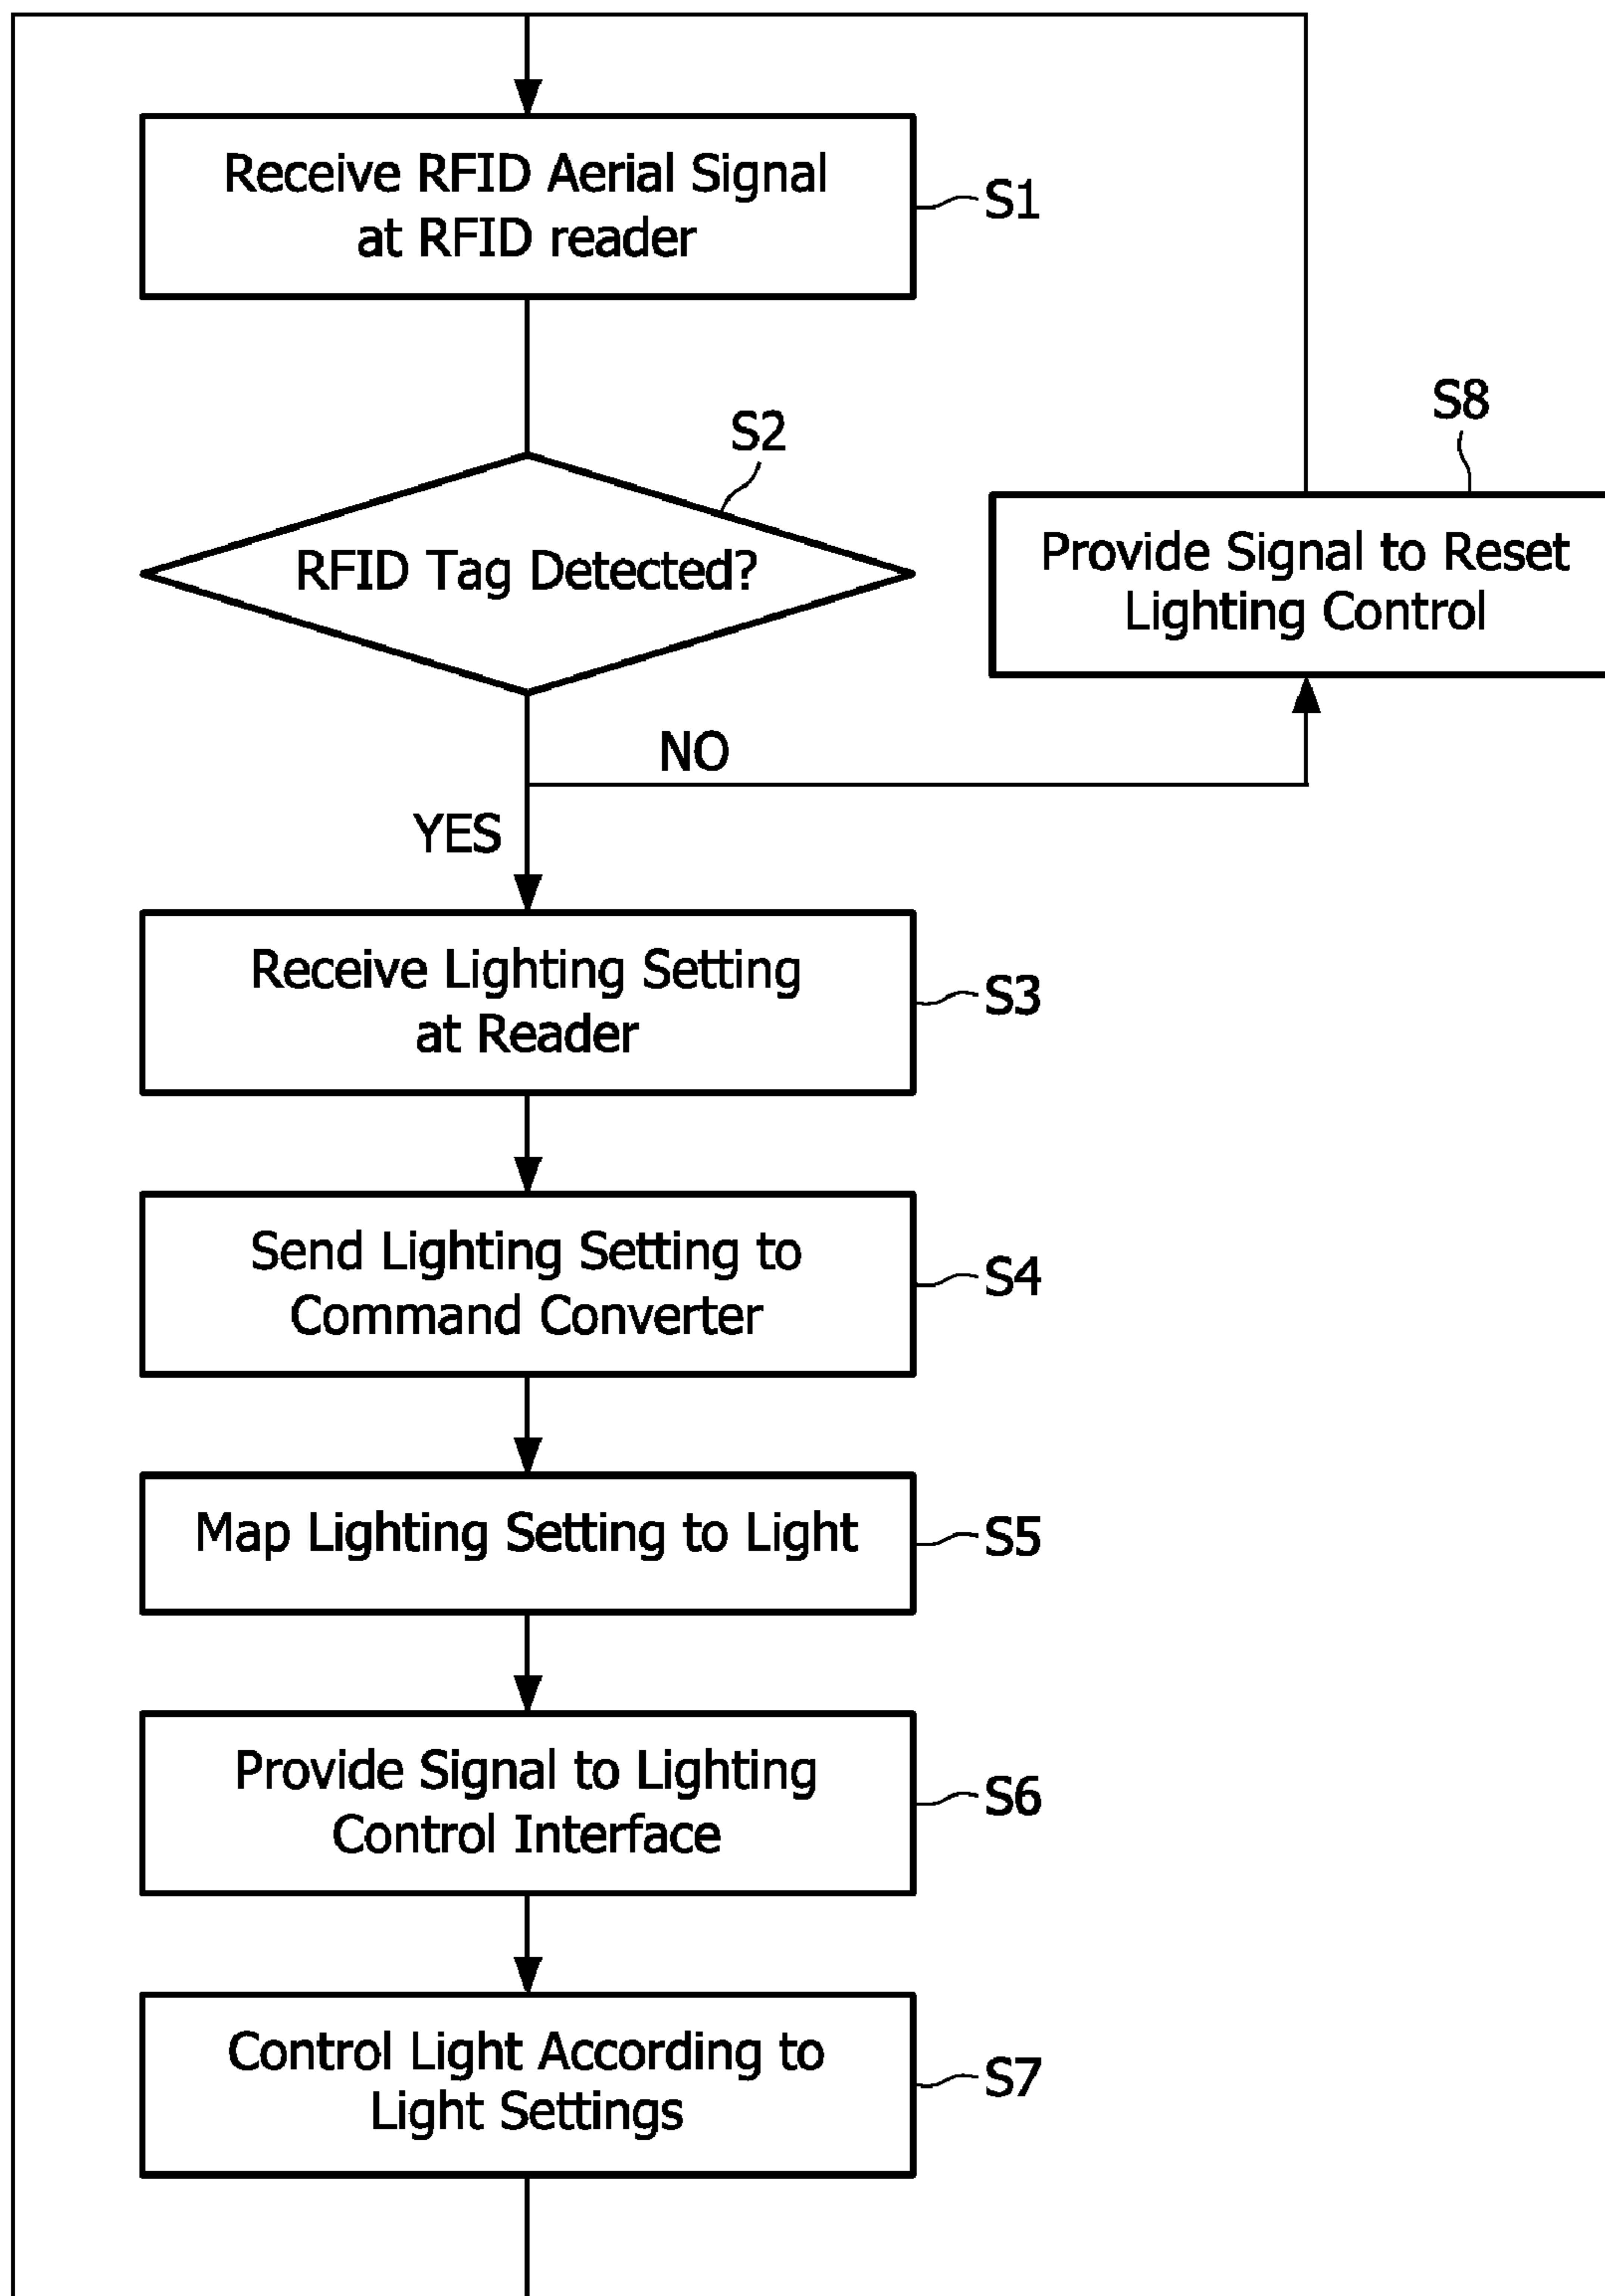 Receive RFID Aerial Signal
at RFID reader
S1
S2
RFID Tag Detected?
S8
Provide Signal to Reset
Lighting Control
NO
YES
Receive Lighting Setting
at Reader
S3
Send Lighting Setting to
Command Converter
S4
Map Lighting Setting to Light
S5
Provide Signal to Lighting
Control Interface
S6
Control Light According to
Light Settings
S7